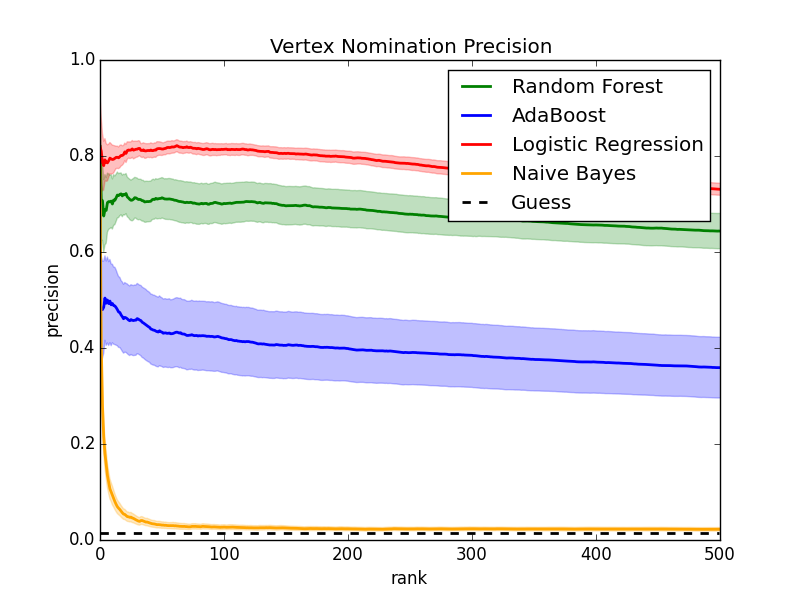 Vertex Nomination Precision
1.0
0.8
0.6
0.4
0.2
0.0
precision
Random Forest
AdaBoost
Logistic Regression
Naive Bayes
Guess
0 100 200 300 400 500
rank